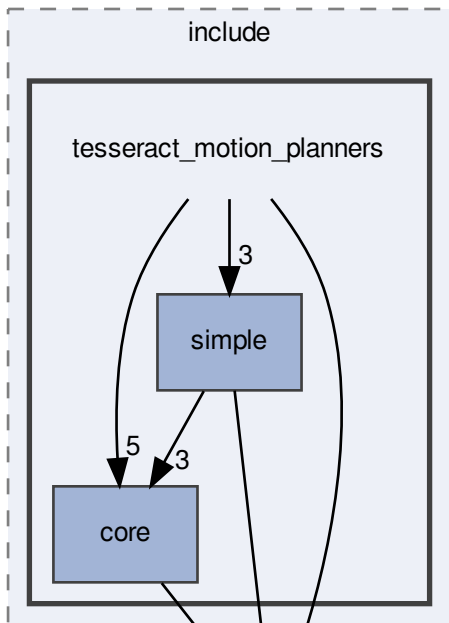 include
tesseract_motion_planners
3
simple
5
3
core